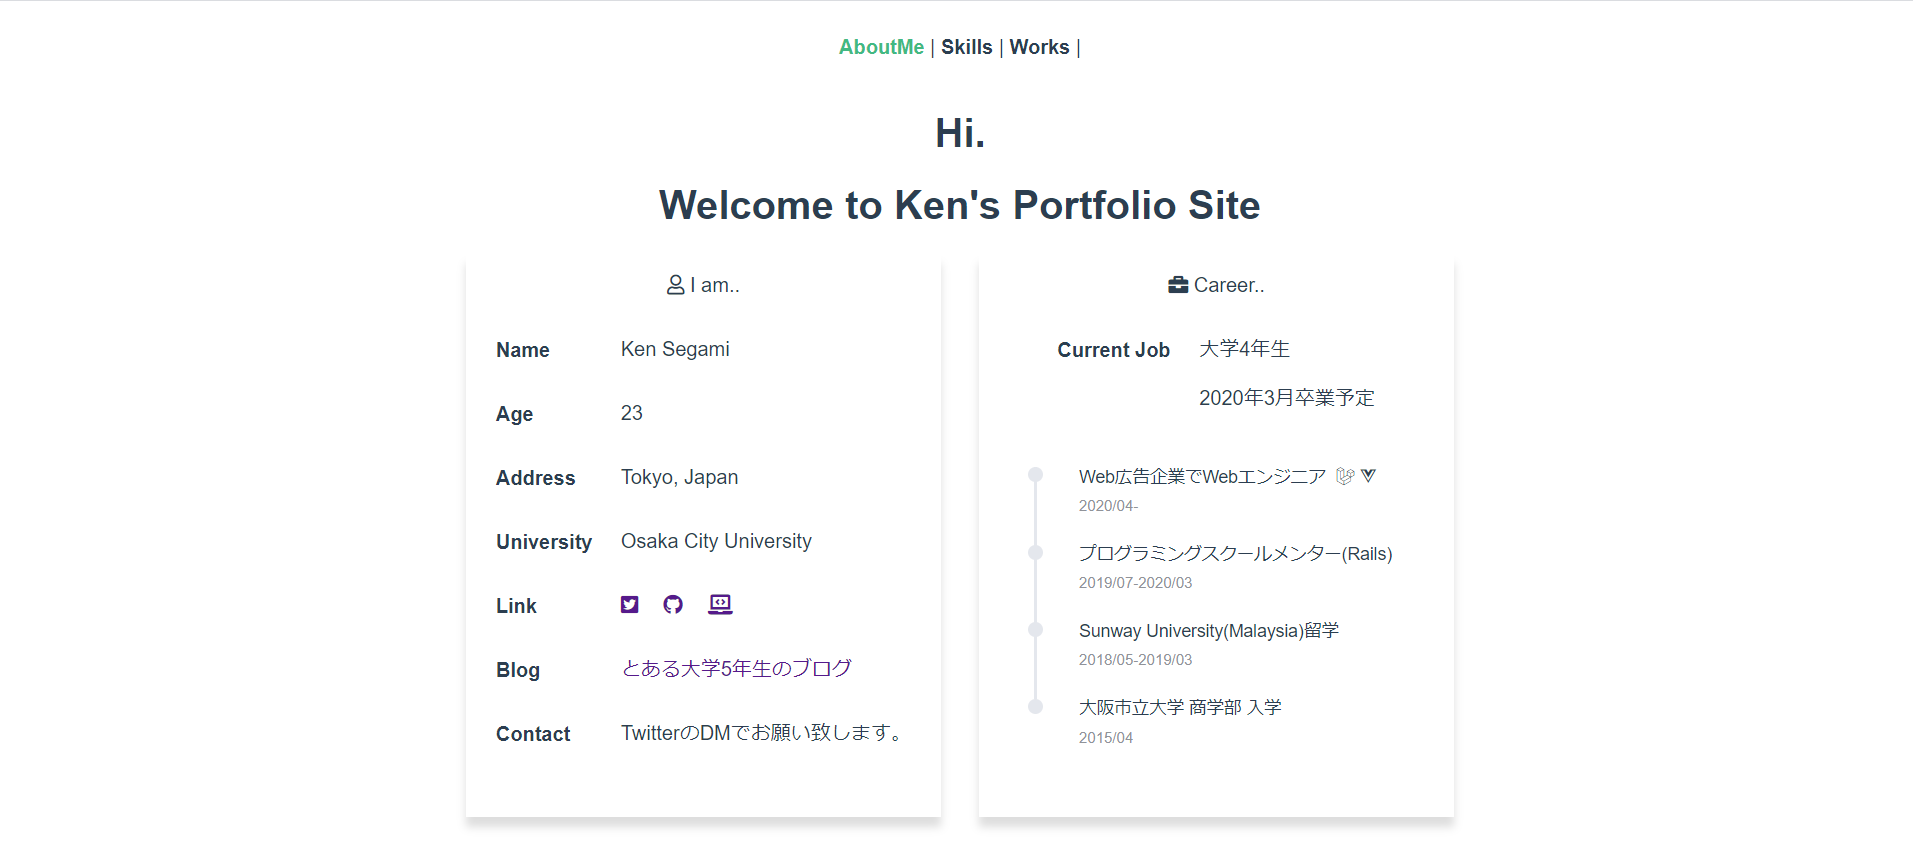 AboutMe | Skills | Works |
Hi.
Welcome to Ken's Portfolio Site
I am..
Name Ken Segami
Age 23
Address Tokyo, Japan
University Osaka City University
Link
Blog とある大学5年生のブログ
Contact TwitterのDMでお願い致します。
Career..
Current Job 大学4年生
2020年3月卒業予定
Web広告企業でWebエンジニア
2020/04-
プログラミングスクールメンター(Rails)
2019/07-2020/03
Sunway University(Malaysia)留学
2018/05-2019/03
大阪市立大学 商学部 入学
2015/04